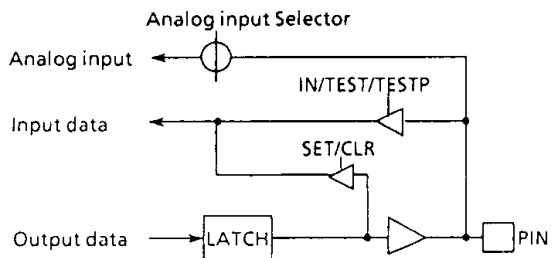 Analog input Selector
Analog input
IN/TEST/TESTP
Input data
SET/CLR
Output data
LATCH
PIN